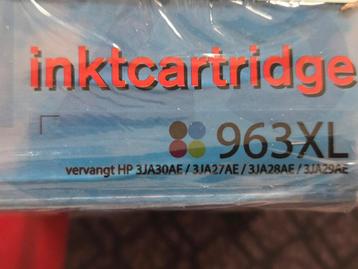 inktcartridge
963XL
vervangt HP 3JA30AE / 3JA27AE / 3JA28AE / 3JA29AE